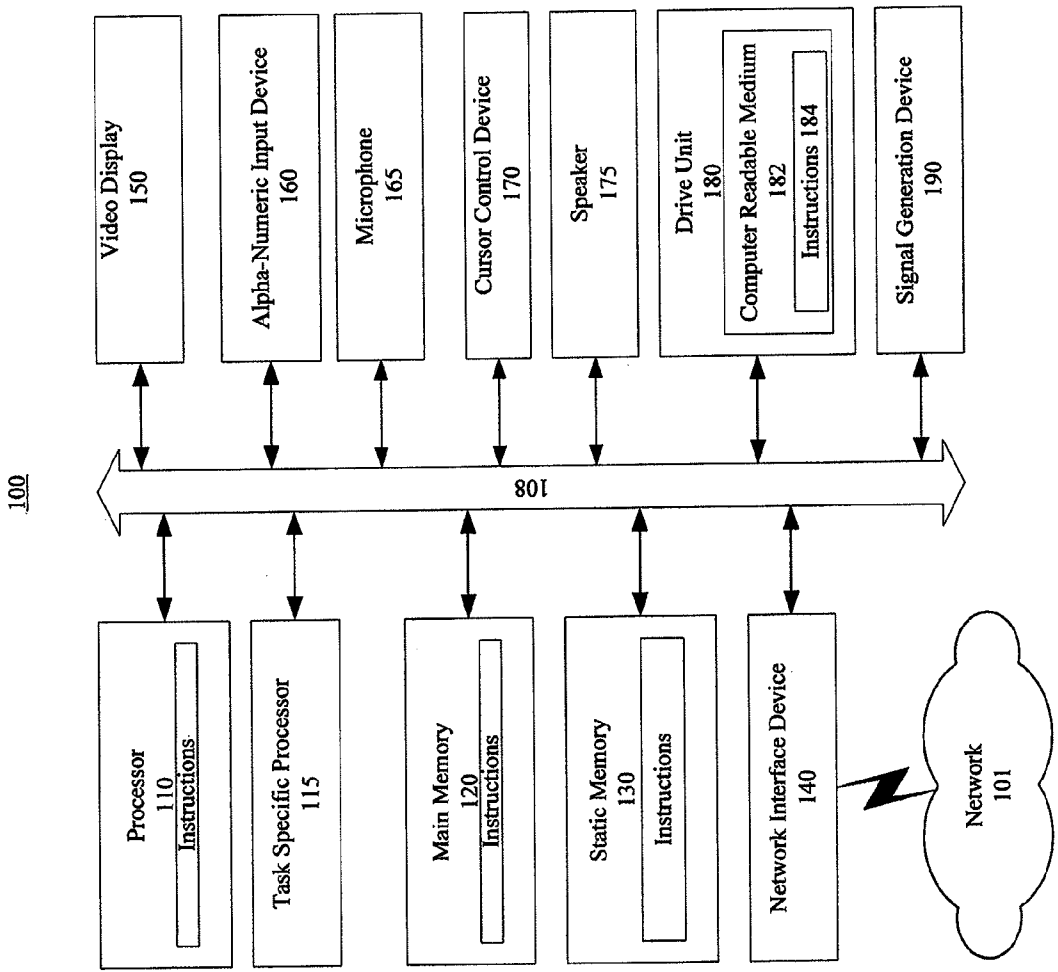 100
Processor
110
Instructions
Task Specific Processor
115
Main Memory
120
Instructions
Static Memory
130
Instructions
Network Interface Device
140
Network
101
108
Video Display
150
Alpha-Numeric Input Device
160
Microphone
165
Cursor Control Device
170
Speaker
175
Drive Unit
180
Computer Readable Medium
182
Instructions 184
Signal Generation Device
190